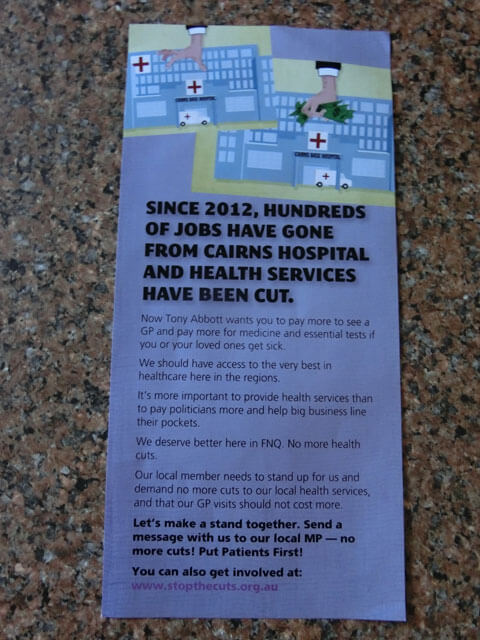 CAIRNS BASE HOSPITAL
CAIRNS BASE HOSPITAL
SINCE 2012, HUNDREDS
OF JOBS HAVE GONE
FROM CAIRNS HOSPITAL
AND HEALTH SERVICES
HAVE BEEN CUT.
Now Tony Abbott wants you to pay more to see a
GP and pay more for medicine and essential tests if
you or your loved ones get sick.
We should have access to the very best in
healthcare here in the regions.
It's more important to provide health services than
to pay politicians more and help big business line
their pockets.
We deserve better here in FNQ. No more health
cuts.
Our local member needs to stand up for us and
demand no more cuts to our local health services,
and that our GP visits should not cost more.
Let's make a stand together. Send a
message with us to our local MP — no
more cuts! Put Patients First!
You can also get involved at:
www.stopthecuts.org.au